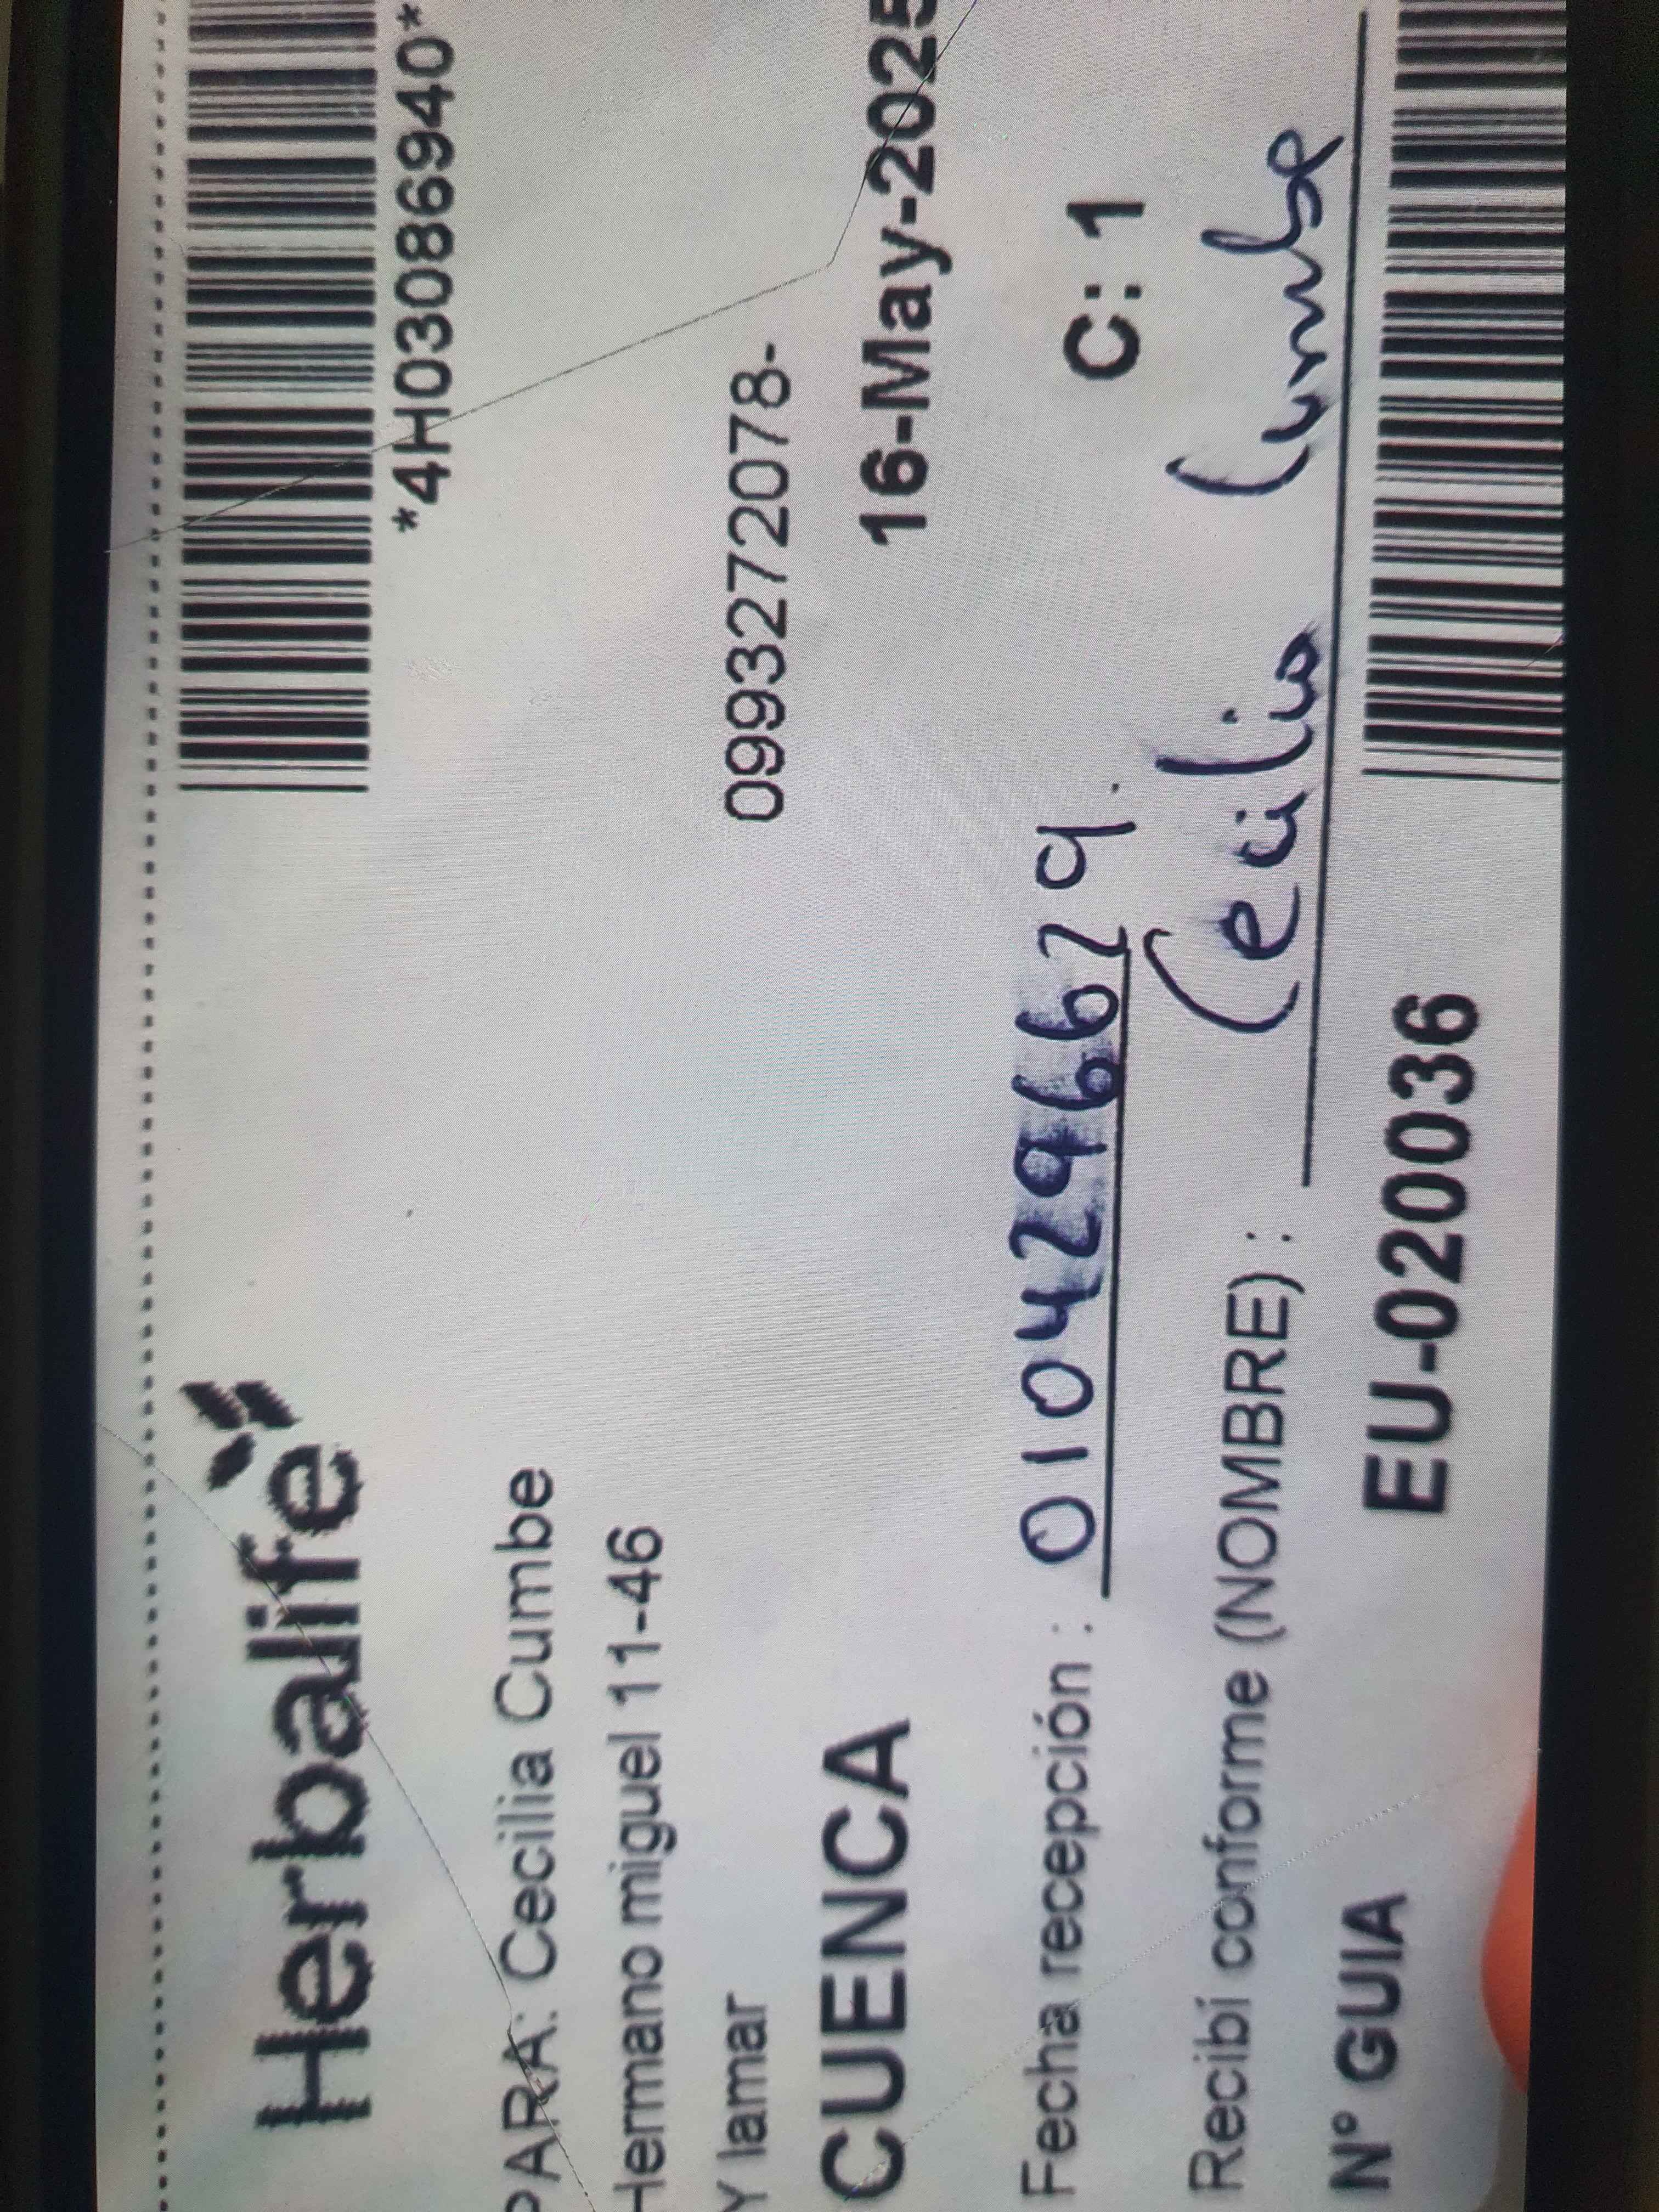 Herbalife
*4H03086940*
PARA: Cecilia Cumbe
Hermano miguel 11-46
Y lamar
0993272078-
CUENCA
16-May-2025
Fecha recepción : 0104296629.
C: 1
Recibí conforme (NOMBRE) : Cecilia Cumbe
N° GUIA EU-020036